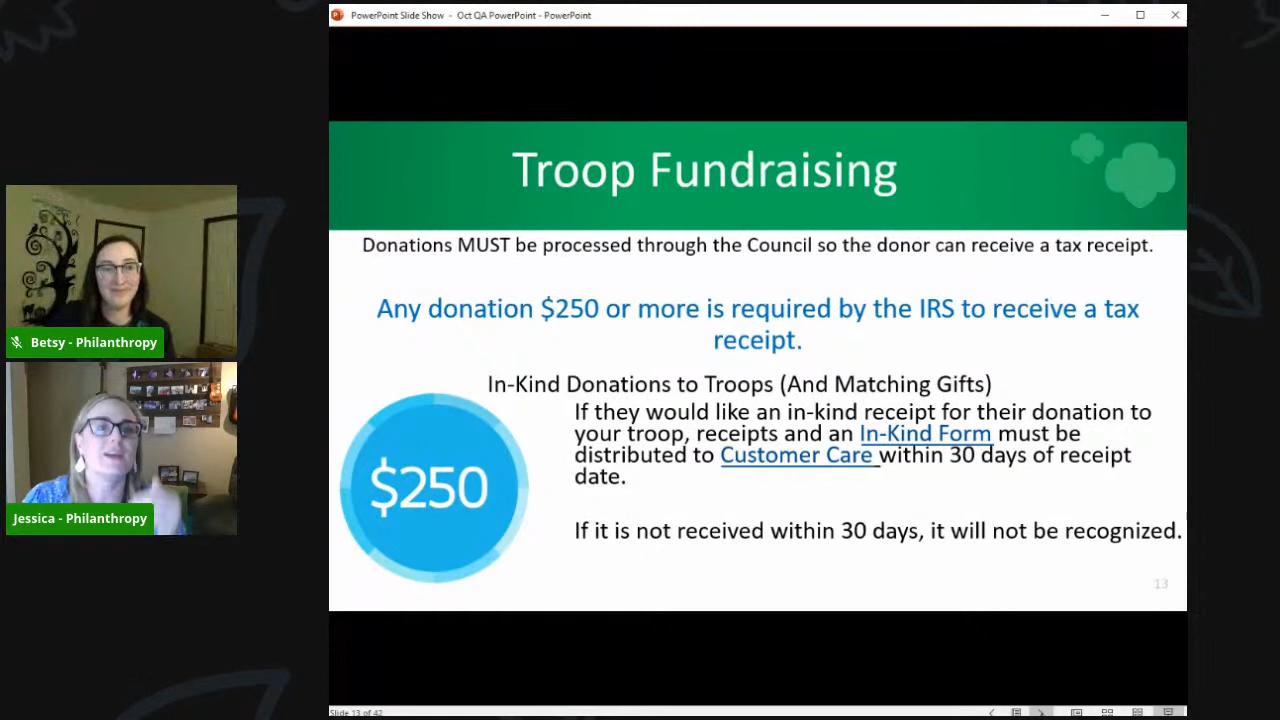 PowerPoint Slide Show - Oct QA PowerPoint - PowerPoint
Troop Fundraising
Donations MUST be processed through the Council so the donor can receive a tax receipt.
Any donation $250 or more is required by the IRS to receive a tax
receipt.
In-Kind Donations to Troops (And Matching Gifts)
If they would like an in-kind receipt for their donation to
your troop, receipts and an In-Kind Form must be
distributed to Customer Care within 30 days of receipt
date.
$250
If it is not received within 30 days, it will not be recognized.
13
Slide 13 of 42
Betsy - Philanthropy
Jessica - Philanthropy